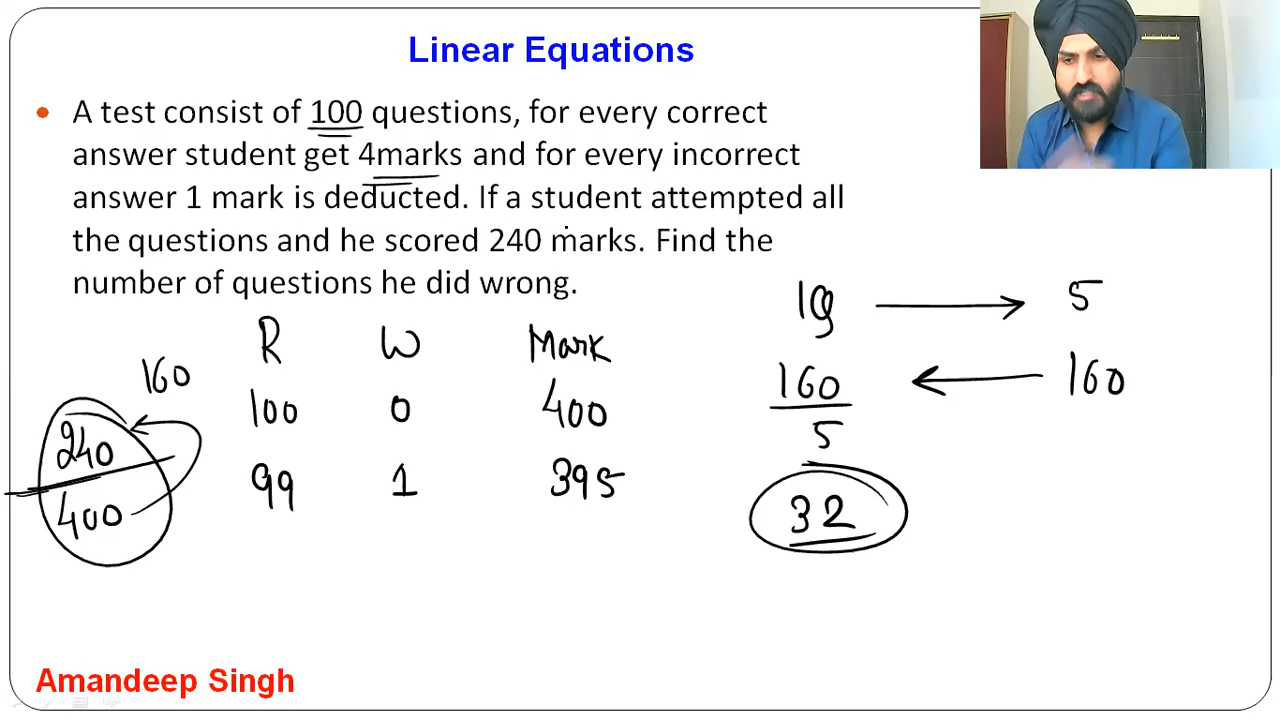 Linear Equations
• A test consist of 100 questions, for every correct
answer student get 4marks and for every incorrect
answer 1 mark is deducted. If a student attempted all
the questions and he scored 240 marks. Find the
number of questions he did wrong.
R W Mark
100 0 400
99 1 395
160
240
400
1Q → 5
160 ← 160
5
32
Amandeep Singh